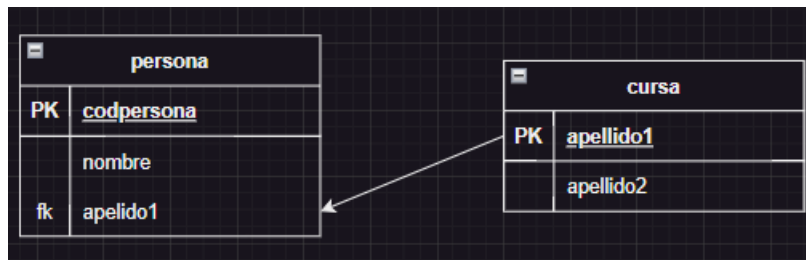 persona
PK codpersona
nombre
fk apelido1
cursa
PK apellido1
apellido2